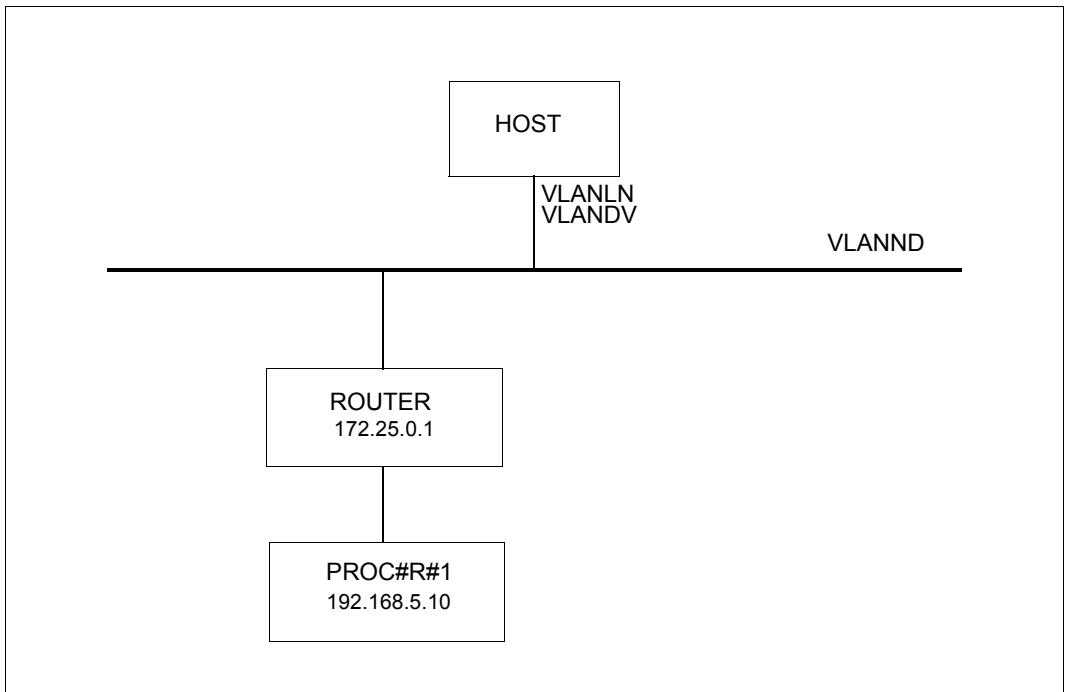 HOST
VLANLN
VLANDV
VLANND
ROUTER
172.25.0.1
PROC#R#1
192.168.5.10